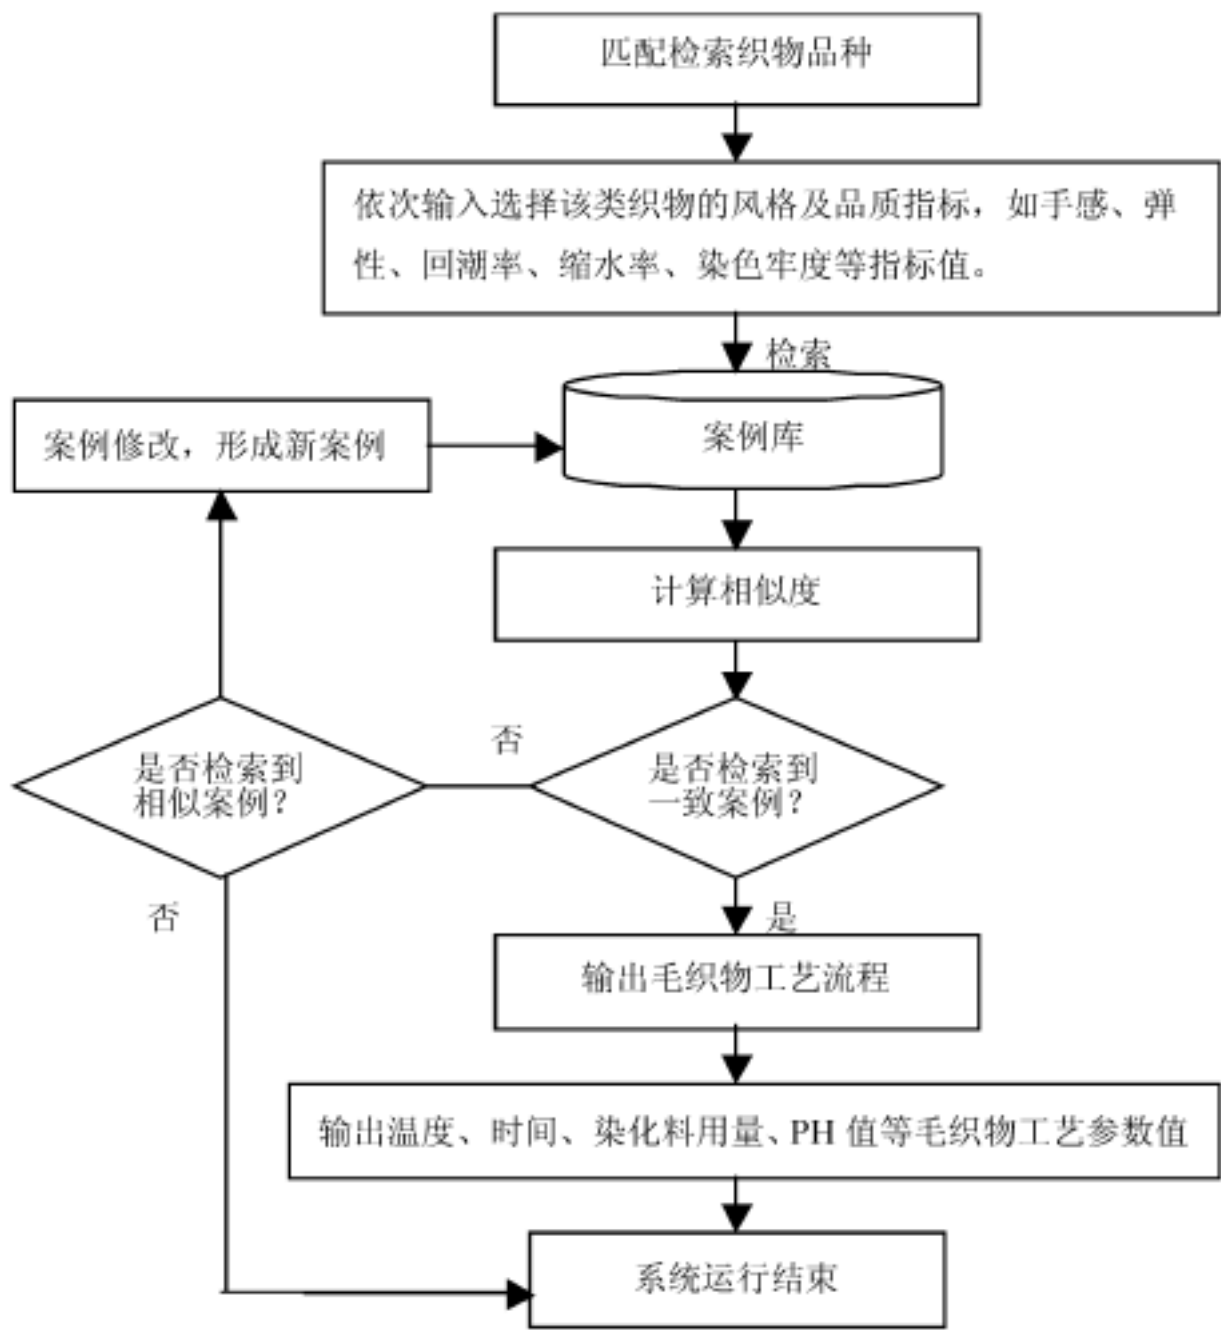 匹配检索织物品种
依次输入选择该类织物的风格及品质指标，如手感、弹
性、回潮率、缩水率、染色牢度等指标值。
检索
案例修改，形成新案例
案例库
计算相似度
否
是否检索到
相似案例？
是否检索到
一致案例？
否
是
输出毛织物工艺流程
输出温度、时间、染化料用量、PH 值等毛织物工艺参数值
系统运行结束